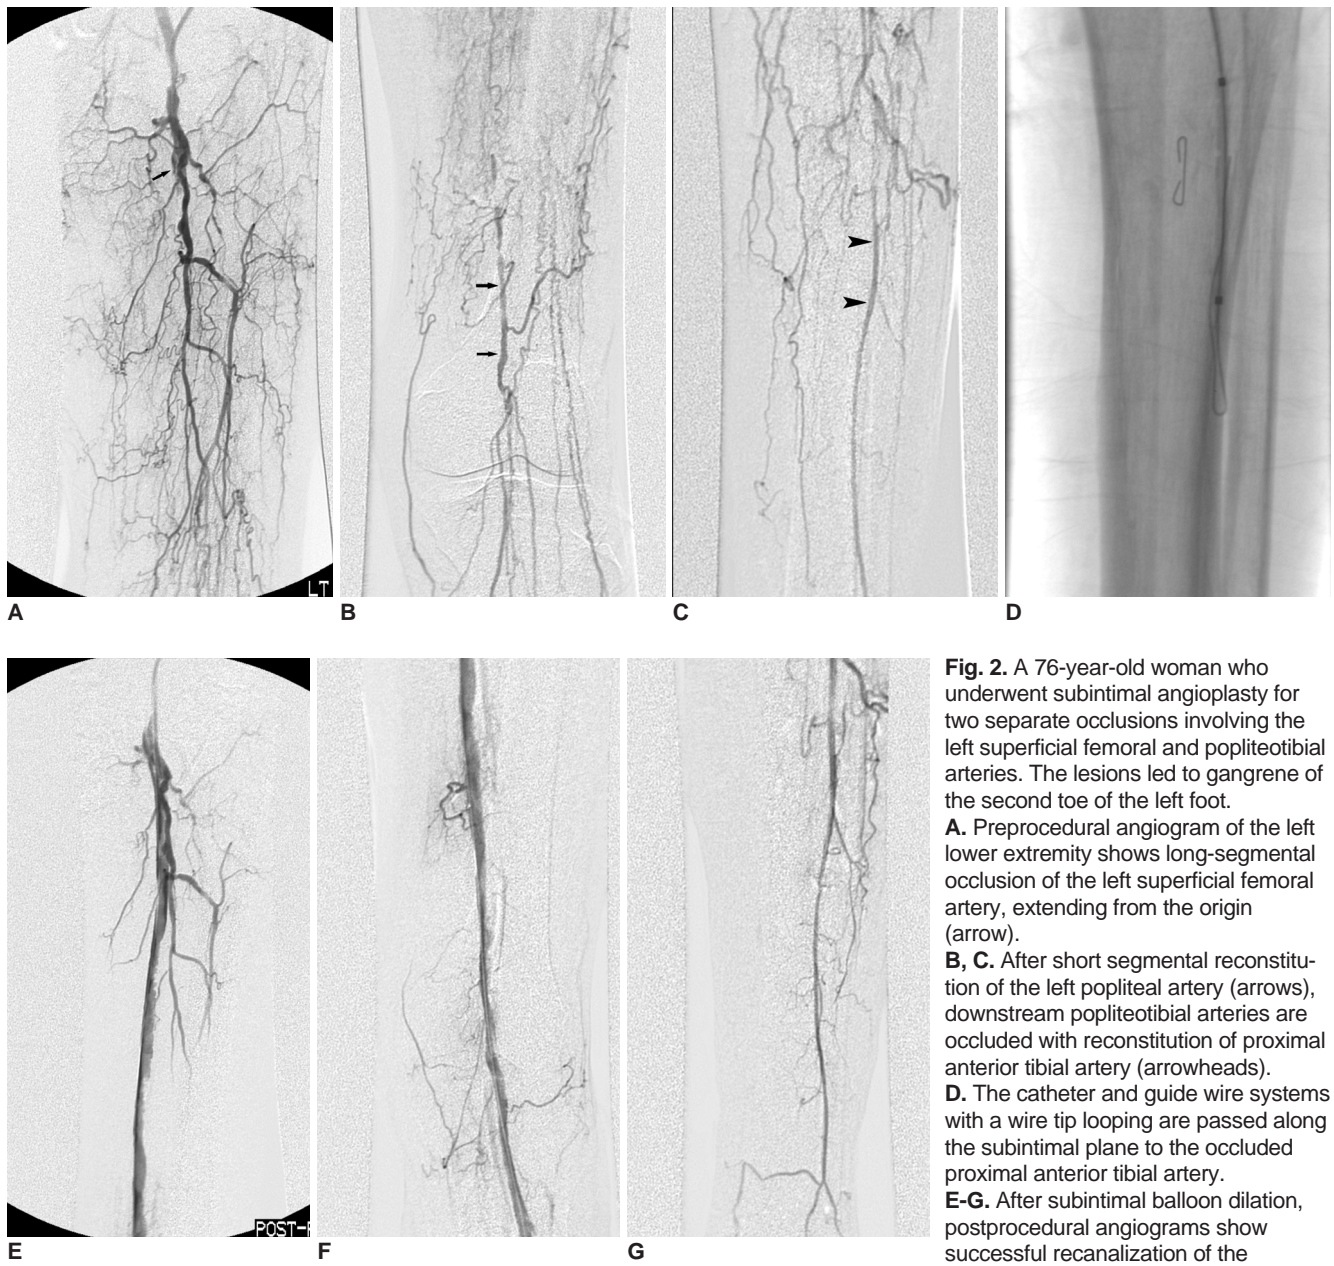 LT
A
B
C
D
POST-
E
F
G
Fig. 2. A 76-year-old woman who
underwent subintimal angioplasty for
two separate occlusions involving the
left superficial femoral and popliteotibial
arteries. The lesions led to gangrene of
the second toe of the left foot.
A. Preprocedural angiogram of the left
lower extremity shows long-segmental
occlusion of the left superficial femoral
artery, extending from the origin
(arrow).
B, C. After short segmental reconstitu-
tion of the left popliteal artery (arrows),
downstream popliteotibial arteries are
occluded with reconstitution of proximal
anterior tibial artery (arrowheads).
D. The catheter and guide wire systems
with a wire tip looping are passed along
the subintimal plane to the occluded
proximal anterior tibial artery.
E-G. After subintimal balloon dilation,
postprocedural angiograms show
successful recanalization of the